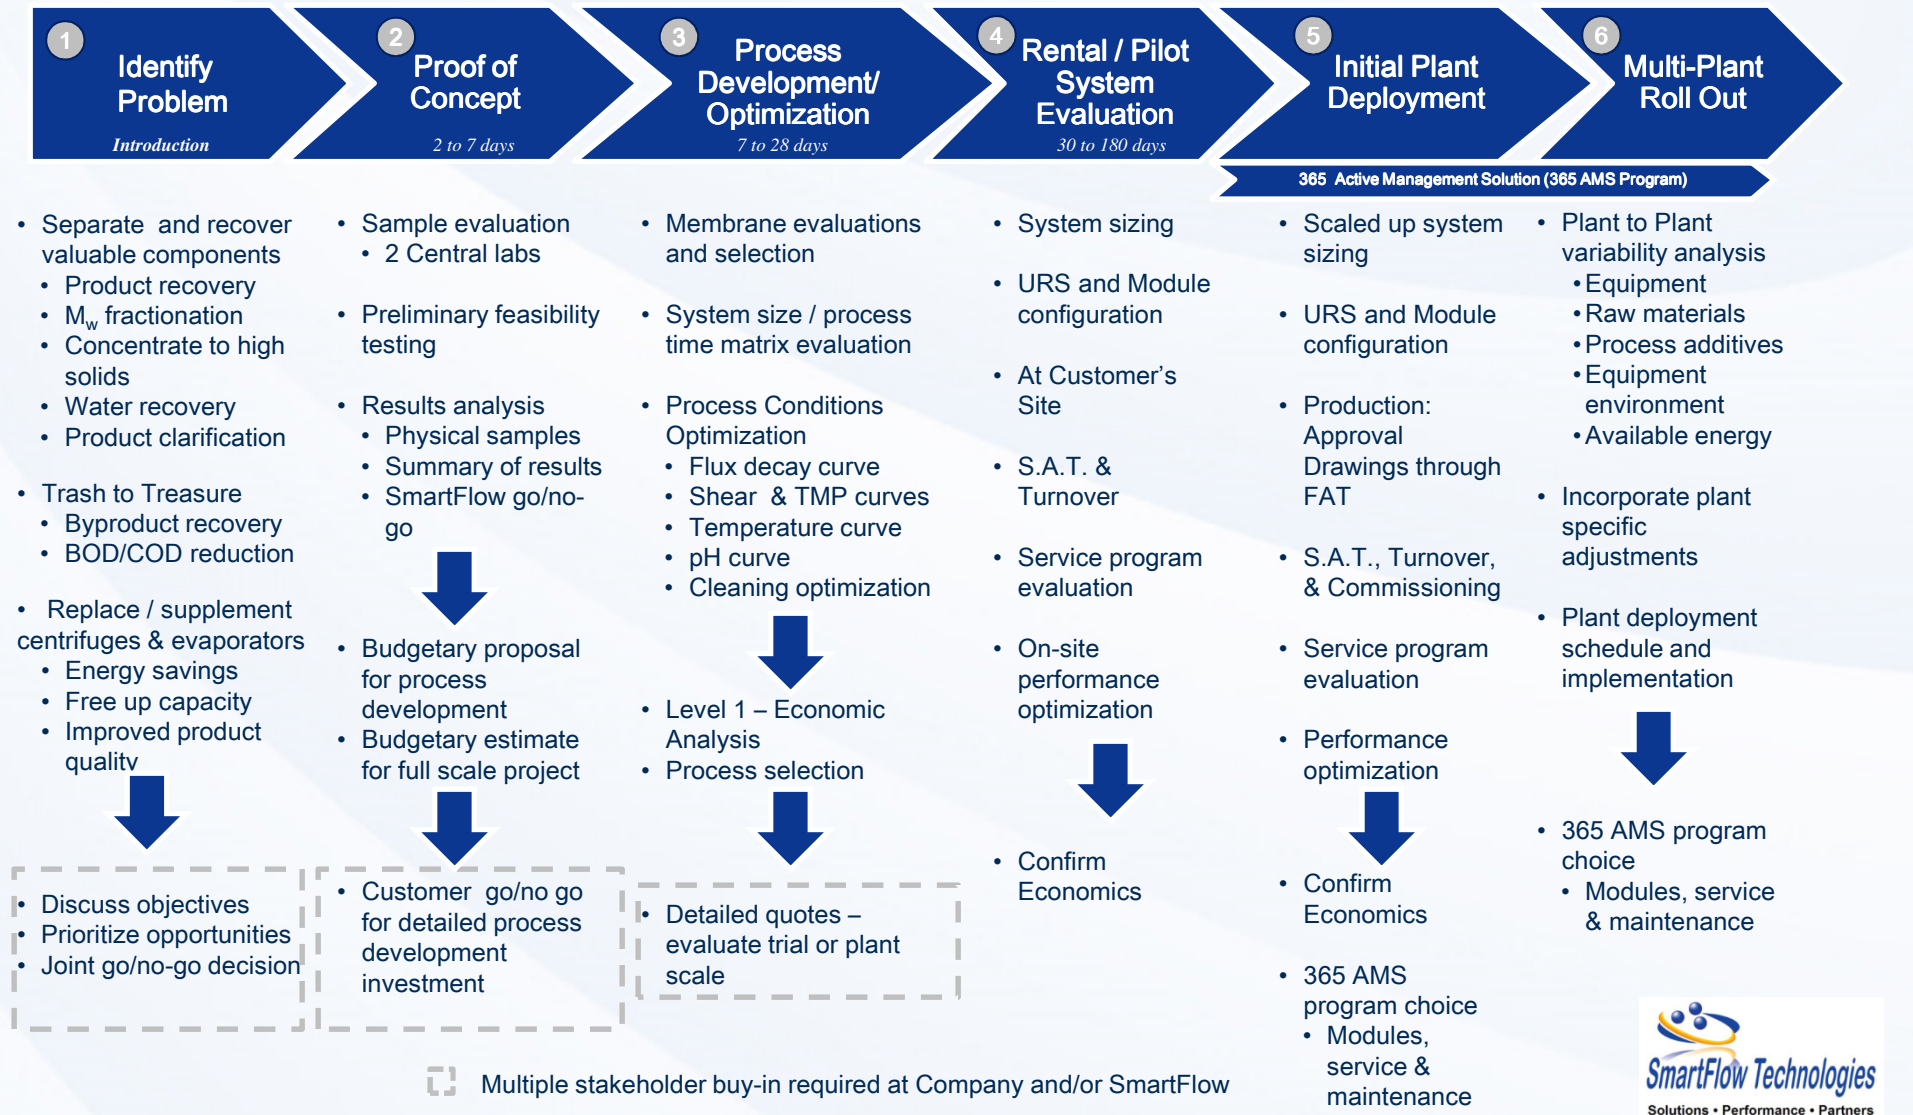 1
Identify
Problem
Introduction
2
Proof of
Concept
2 to 7 days
3
Process
Development/
Optimization
7 to 28 days
4
Rental / Pilot
System
Evaluation
30 to 180 days
5
Initial Plant
Deployment
6
Multi-Plant
Roll Out
365 Active Management Solution (365 AMS Program)
• Separate and recover
valuable components
• Product recovery
• Mw fractionation
• Concentrate to high
solids
• Water recovery
• Product clarification
• Trash to Treasure
• Byproduct recovery
• BOD/COD reduction
• Replace / supplement
centrifuges & evaporators
• Energy savings
• Free up capacity
• Improved product
quality
• Discuss objectives
• Prioritize opportunities
• Joint go/no-go decision
• Sample evaluation
• 2 Central labs
• Preliminary feasibility
testing
• Results analysis
• Physical samples
• Summary of results
• SmartFlow go/no-
go
• Budgetary proposal
for process
development
• Budgetary estimate
for full scale project
• Customer go/no go
for detailed process
development
investment
• Membrane evaluations
and selection
• System size / process
time matrix evaluation
• Process Conditions
Optimization
• Flux decay curve
• Shear & TMP curves
• Temperature curve
• pH curve
• Cleaning optimization
• Level 1 – Economic
Analysis
• Process selection
• Detailed quotes –
evaluate trial or plant
scale
• System sizing
• URS and Module
configuration
• At Customer's
Site
• S.A.T. &
Turnover
• Service program
evaluation
• On-site
performance
optimization
• Confirm
Economics
• Scaled up system
sizing
• URS and Module
configuration
• Production:
Approval
Drawings through
FAT
• S.A.T., Turnover,
& Commissioning
• Service program
evaluation
• Performance
optimization
• Confirm
Economics
• 365 AMS
program choice
• Modules,
service &
maintenance
• Plant to Plant
variability analysis
• Equipment
• Raw materials
• Process additives
• Equipment
environment
• Available energy
• Incorporate plant
specific
adjustments
• Plant deployment
schedule and
implementation
• 365 AMS program
choice
• Modules, service
& maintenance
Multiple stakeholder buy-in required at Company and/or SmartFlow
SmartFlow Technologies
Solutions • Performance • Partners